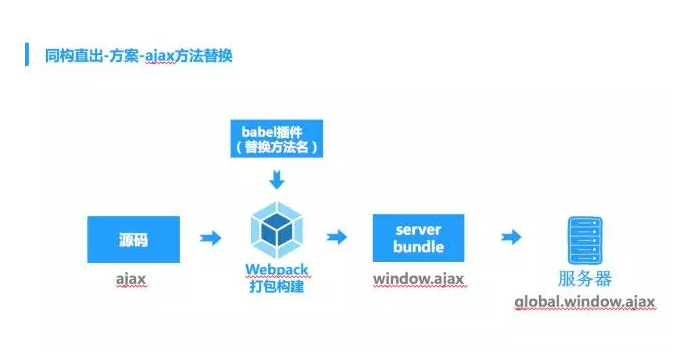 同构直出-方案-ajax方法替换
babel插件
（替换方法名）
源码
ajax
Webpack
打包构建
server
bundle
window.ajax
服务器
global.window.ajax